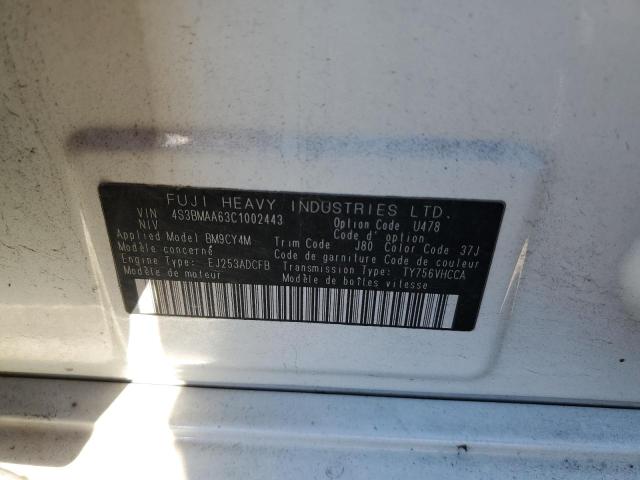 FUJI HEAVY INDUSTRIES LTD.
VIN 4S3BMAA63C1002443 Option Code U478
NIV Code d' option
Applied Model BM9CY4M Trim Code J80 Color Code 37J
Modèle concerné Code de garniture Code de couleur
Engine Type EJ253ADCFB Transmission Type TY756VHCCA
Modèle de moteur Modèle de boîtes vitesse